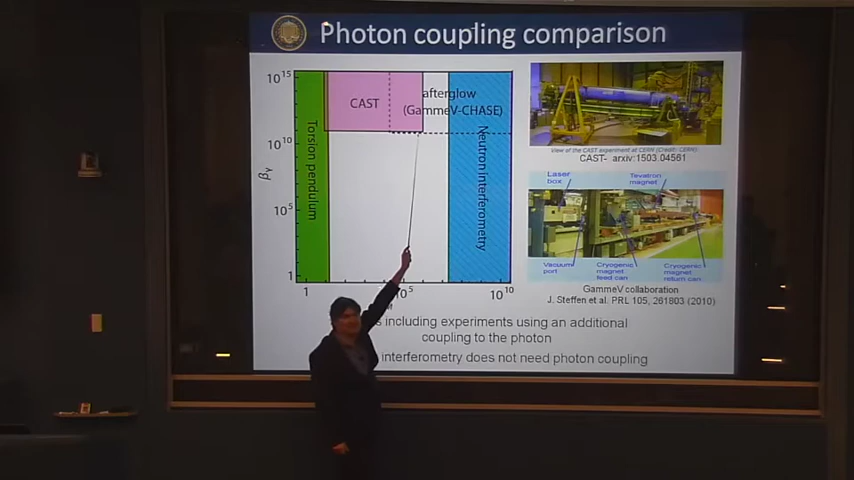 Photon coupling comparison
10¹⁵
10¹⁰
10⁵
1
βγ
Torsion pendulum
CAST
afterglow
(GammeV-CHASE)
Neutron interferometry
1
10⁵
10¹⁰
View of the CAST experiment at CERN (Credit: CERN)
CAST- arxiv:1503.04561
Laser
box
Tevatron
magnet
Vacuum
port
Cryogenic
magnet
feed can
Cryogenic
magnet
return can
GammeV collaboration
J. Steffen et al. PRL 105, 261803 (2010)
including experiments using an additional
coupling to the photon
interferometry does not need photon coupling